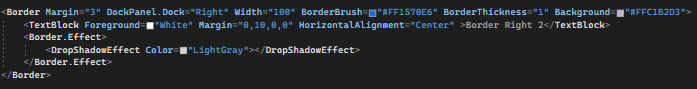 <Border Margin="3" DockPanel.Dock="Right" Width="100" BorderBrush="#FF1570E6" BorderThickness="1" Background="#FFC1B2D3">
<TextBlock Foreground="White" Margin="0,10,0,0" HorizontalAlignment="Center" >Border Right 2</TextBlock>
<Border.Effect>
<DropShadowEffect Color="LightGray"></DropShadowEffect>
</Border.Effect>
</Border>